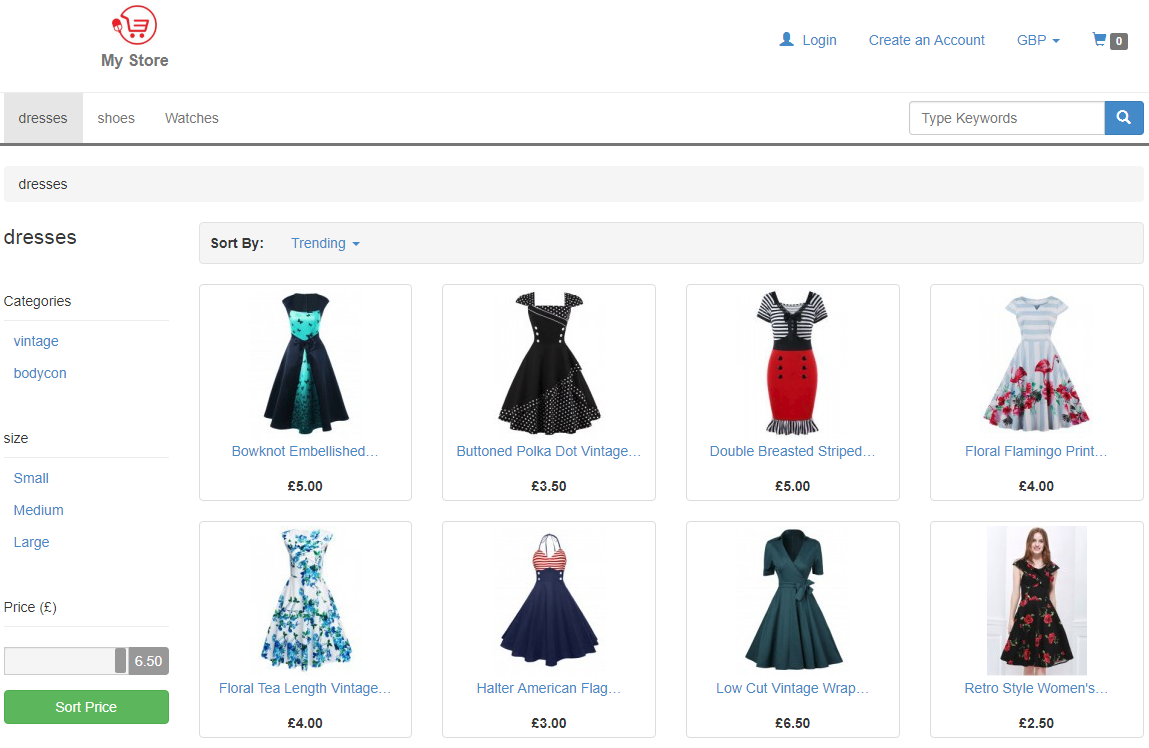 My Store
Login
Create an Account
GBP
0
dresses
shoes
Watches
Type Keywords
dresses
dresses
Sort By:
Trending
Categories
vintage
bodycon
size
Small
Medium
Large
Price (£)
6.50
Sort Price
Bowknot Embellished...
£5.00
Buttoned Polka Dot Vintage...
£3.50
Double Breasted Striped...
£5.00
Floral Flamingo Print...
£4.00
Floral Tea Length Vintage...
£4.00
Halter American Flag...
£3.00
Low Cut Vintage Wrap...
£6.50
Retro Style Women's...
£2.50